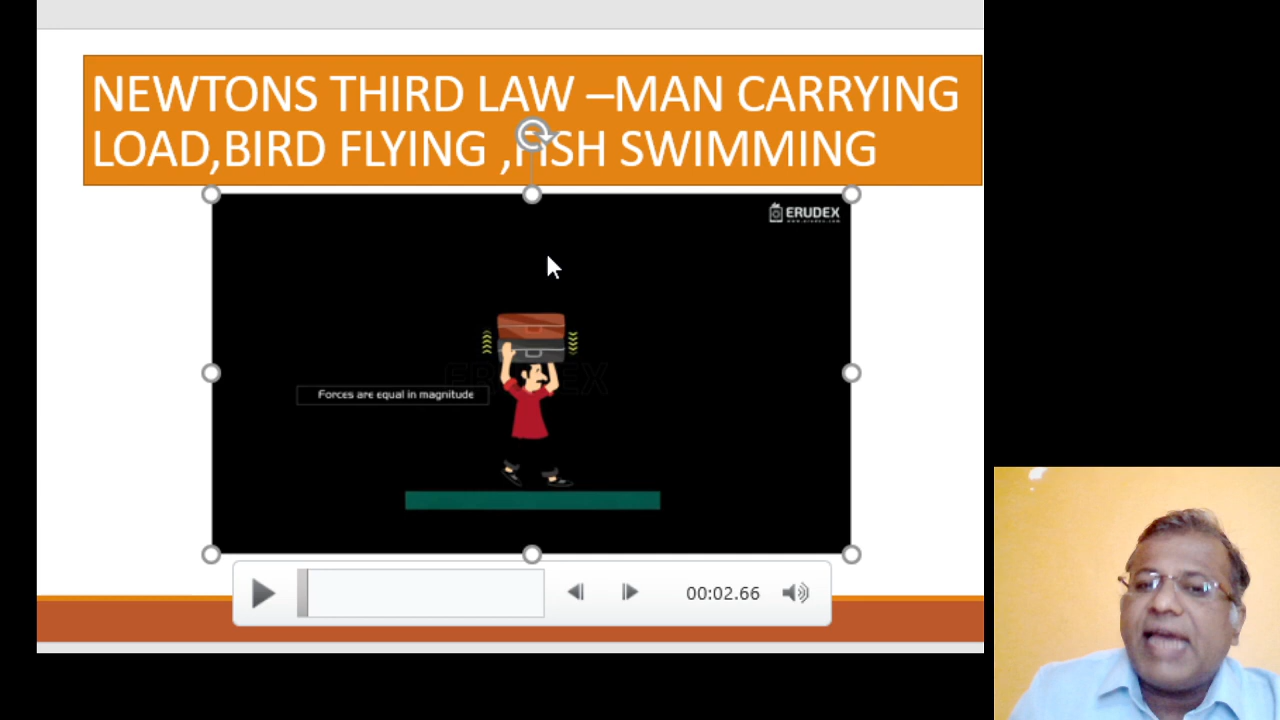 NEWTONS THIRD LAW –MAN CARRYING
LOAD,BIRD FLYING ,FISH SWIMMING
ERUDEX
ERUDEX
Forces are equal in magnitude
00:02.66